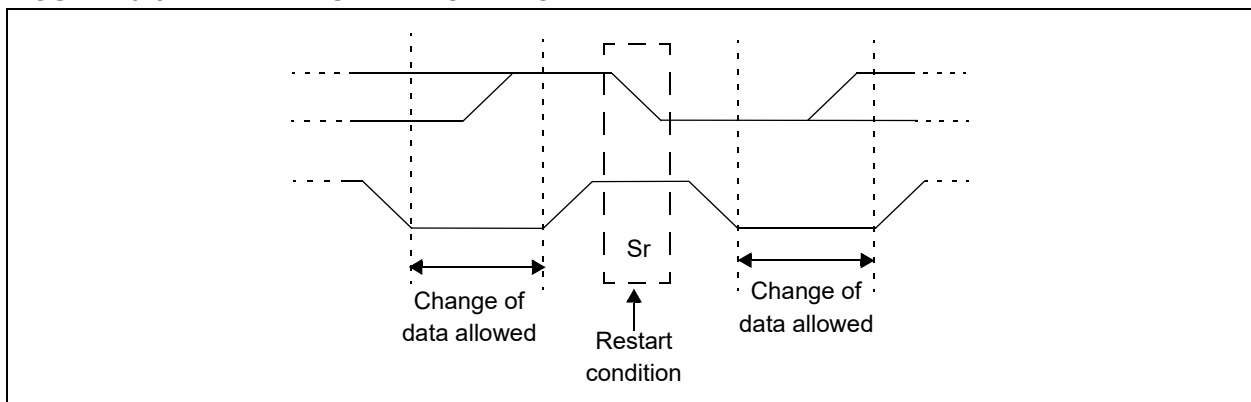 Sr
Change of
data allowed
Restart
condition
Change of
data allowed